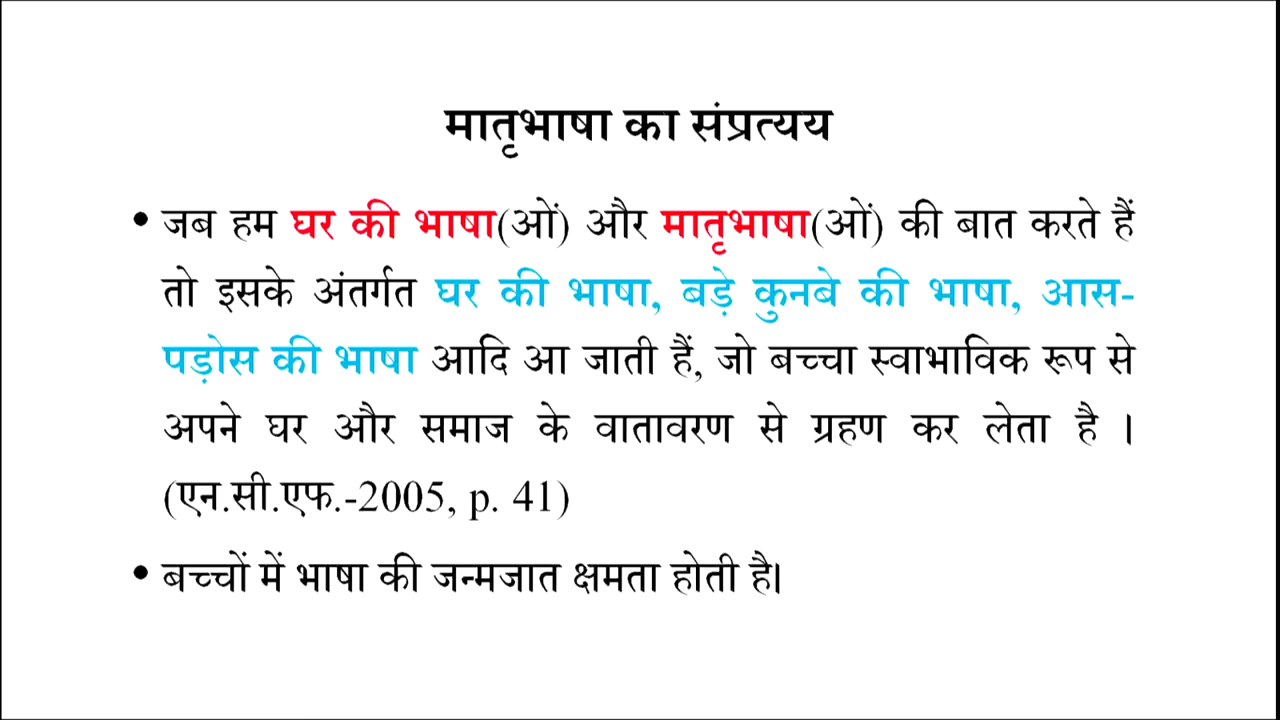 मातृभाषा का संप्रत्यय
• जब हम घर की भाषा(ओं) और मातृभाषा(ओं) की बात करते हैं
तो इसके अंतर्गत घर की भाषा, बड़े कुनबे की भाषा, आस-
पड़ोस की भाषा आदि आ जाती हैं, जो बच्चा स्वाभाविक रूप से
अपने घर और समाज के वातावरण से ग्रहण कर लेता है ।
(एन.सी.एफ.-2005, p. 41)
• बच्चों में भाषा की जन्मजात क्षमता होती है।